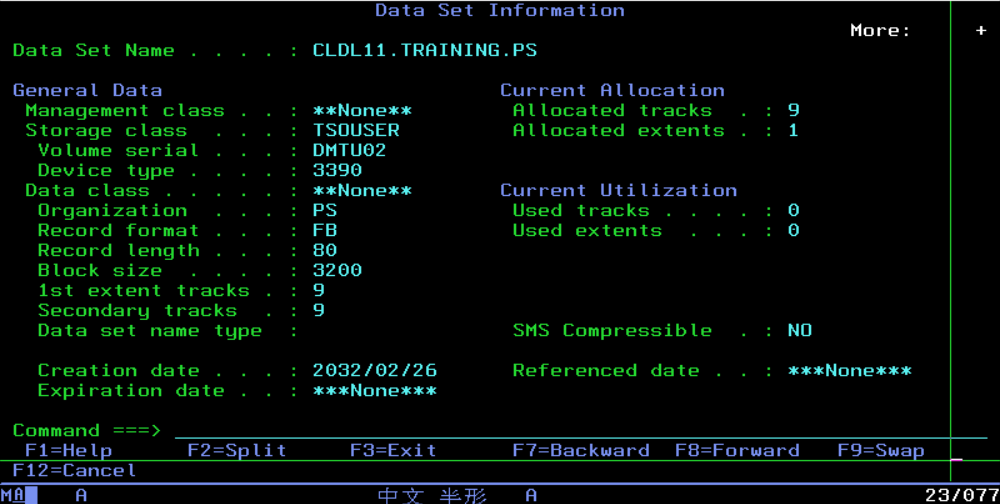 Data Set Information
More:     +
Data Set Name . . . . : CLDL11.TRAINING.PS
General Data                           Current Allocation
Management class . . : **None**        Allocated tracks  . : 9
Storage class  . . . : TSOUSER         Allocated extents . : 1
Volume serial . . . : DMTU02
Device type . . . . : 3390
Data class . . . . . : **None**        Current Utilization
Organization  . . . : PS               Used tracks . . . . : 0
Record format . . . : FB               Used extents  . . . : 0
Record length . . . : 80
Block size  . . . . : 3200
1st extent tracks . : 9
Secondary tracks  . : 9
Data set name type  :                  SMS Compressible  . : NO
Creation date . . . : 2032/02/26       Referenced date . . : ***None***
Expiration date . . : ***None***
Command ===>
F1=Help      F2=Split     F3=Exit      F7=Backward  F8=Forward   F9=Swap
F12=Cancel
MA    A    中文 半形   A    23/077